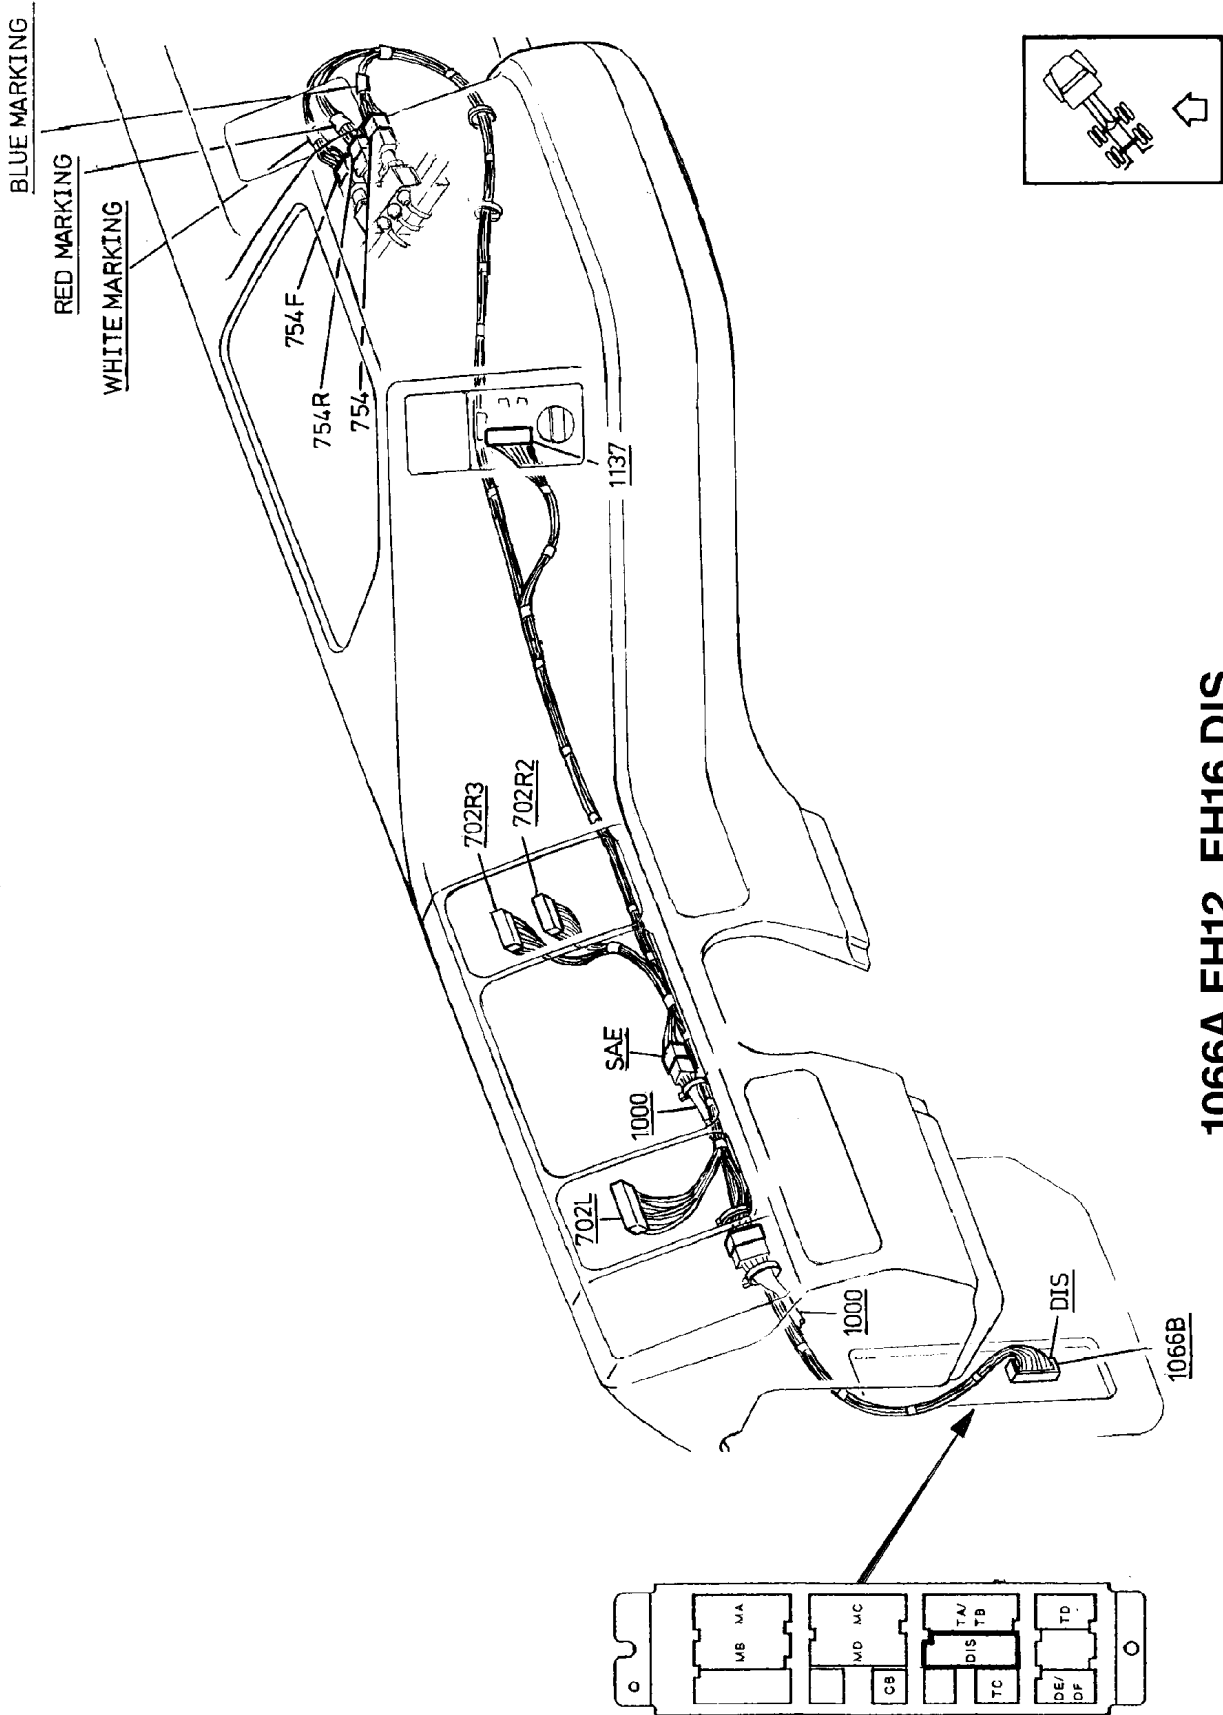 BLUE MARKING
RED MARKING
WHITE MARKING
754F
754R
754
1137
702R3
702R2
SAE
1000
702L
1000
DIS
1066B
MA
MB
MC
MD
CB
TA/
TB
DIS
TC
TD
DE/
DF
1066A, FH12, FH16 DIS